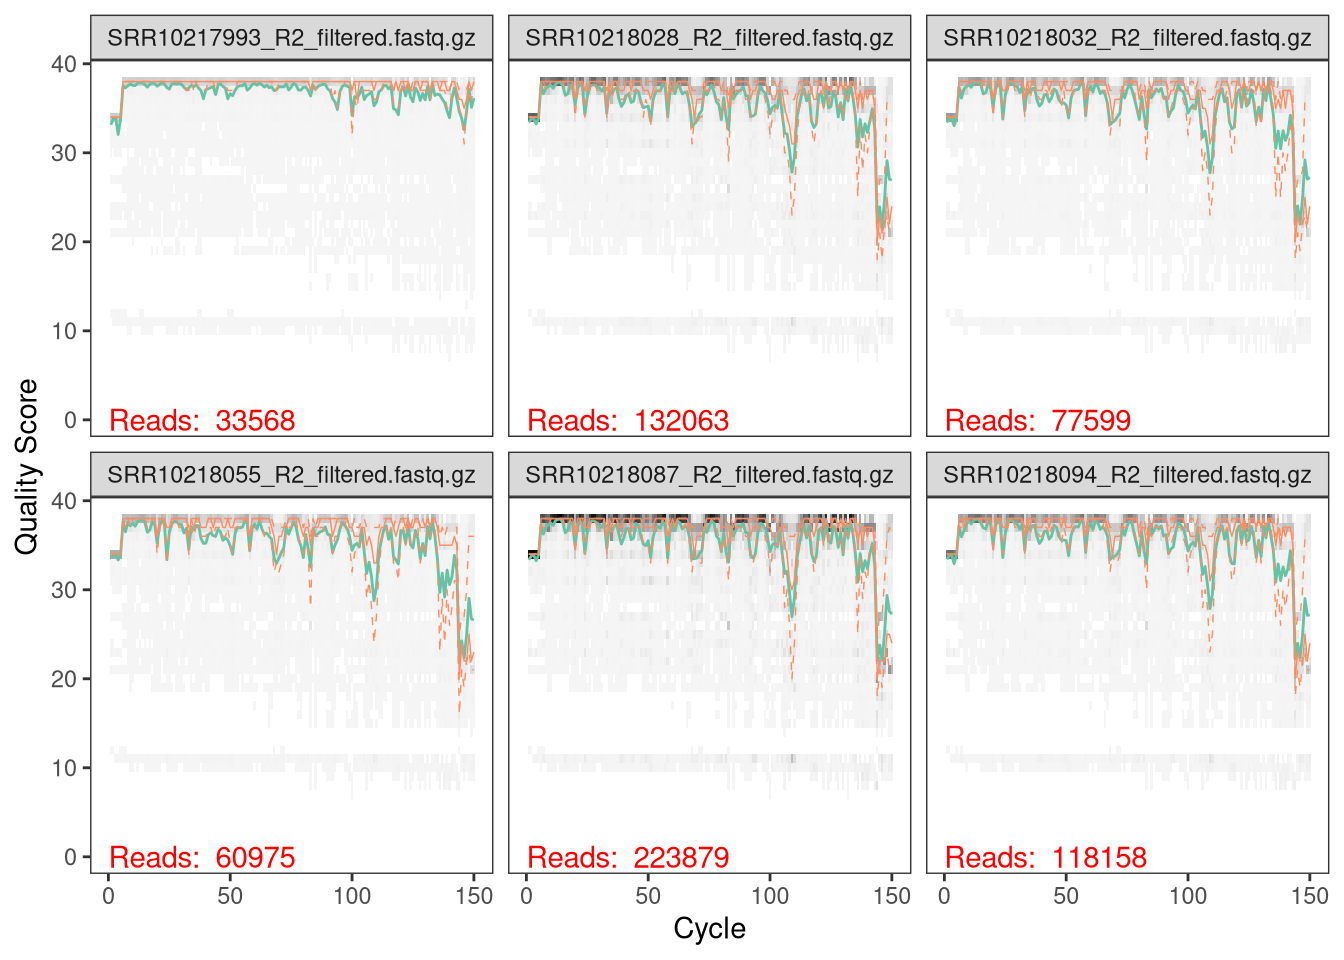 SRR10217993_R2_filtered.fastq.gz SRR10218028_R2_filtered.fastq.gz SRR10218032_R2_filtered.fastq.gz
40
30
20
10
0
Reads: 33568 Reads: 132063 Reads: 77599
Quality Score
SRR10218055_R2_filtered.fastq.gz SRR10218087_R2_filtered.fastq.gz SRR10218094_R2_filtered.fastq.gz
40
30
20
10
0
Reads: 60975 Reads: 223879 Reads: 118158
0 50 100 150 0 50 100 150 0 50 100 150
Cycle